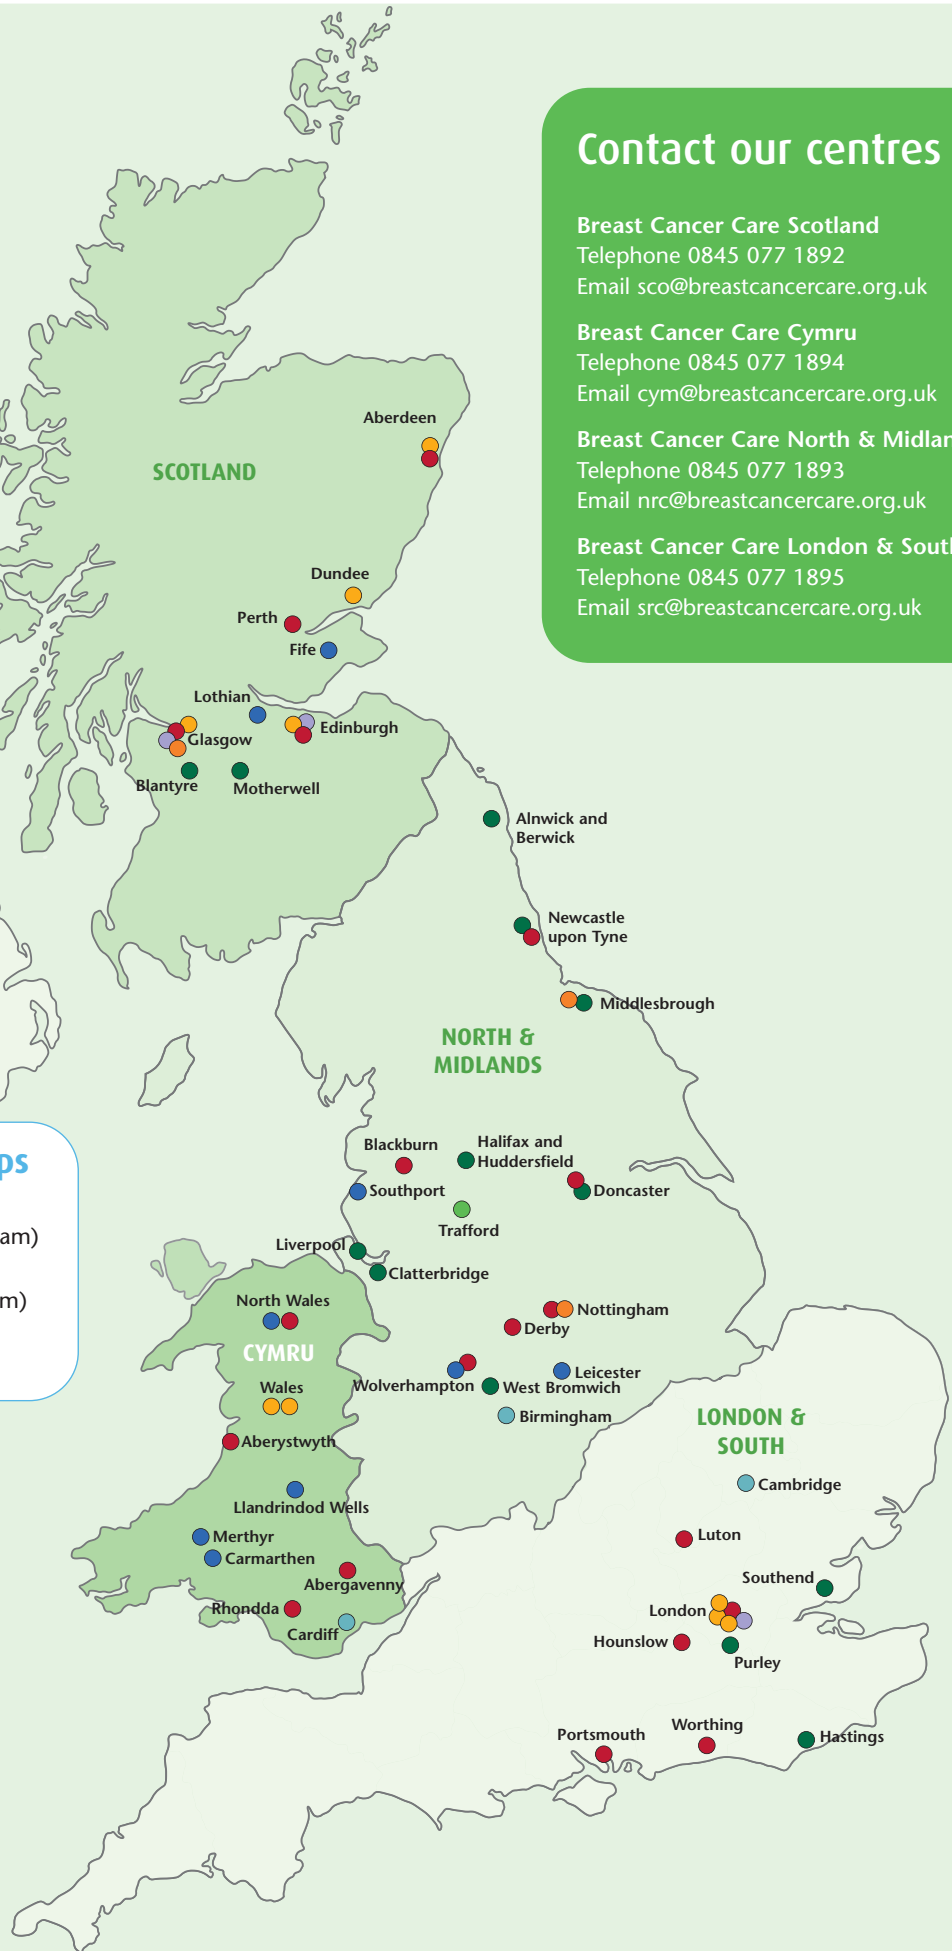 Contact our centres
Breast Cancer Care Scotland
Telephone 0845 077 1892
Email sco@breastcancercare.org.uk
Breast Cancer Care Cymru
Telephone 0845 077 1894
Email cym@breastcancercare.org.uk
Breast Cancer Care North & Midlan
Telephone 0845 077 1893
Email nrc@breastcancercare.org.uk
Breast Cancer Care London & South
Telephone 0845 077 1895
Email src@breastcancercare.org.uk
Aberdeen
SCOTLAND
Dundee
Perth
Fife
Lothian
Edinburgh
Glasgow
Blantyre
Motherwell
Alnwick and
Berwick
Newcastle
upon Tyne
Middlesbrough
NORTH &
MIDLANDS
Blackburn
Halifax and
Huddersfield
Southport
Doncaster
Trafford
Liverpool
Clatterbridge
ps
am)
m)
North Wales
CYMRU
Nottingham
Derby
Wales
Wolverhampton
Leicester
West Bromwich
Birmingham
LONDON &
SOUTH
Aberystwyth
Cambridge
Llandrindod Wells
Merthyr
Luton
Carmarthen
Abergavenny
Southend
Rhondda
London
Cardiff
Hounslow
Purley
Portsmouth
Worthing
Hastings